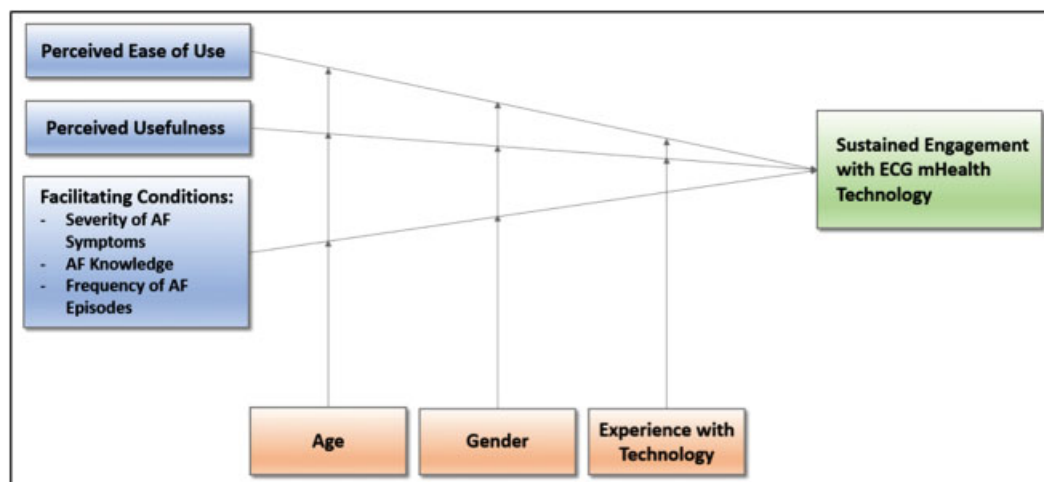 Perceived Ease of Use
Perceived Usefulness
Facilitating Conditions:
- Severity of AF
Symptoms
- AF Knowledge
- Frequency of AF
Episodes
Sustained Engagement
with ECG mHealth
Technology
Age
Gender
Experience with
Technology